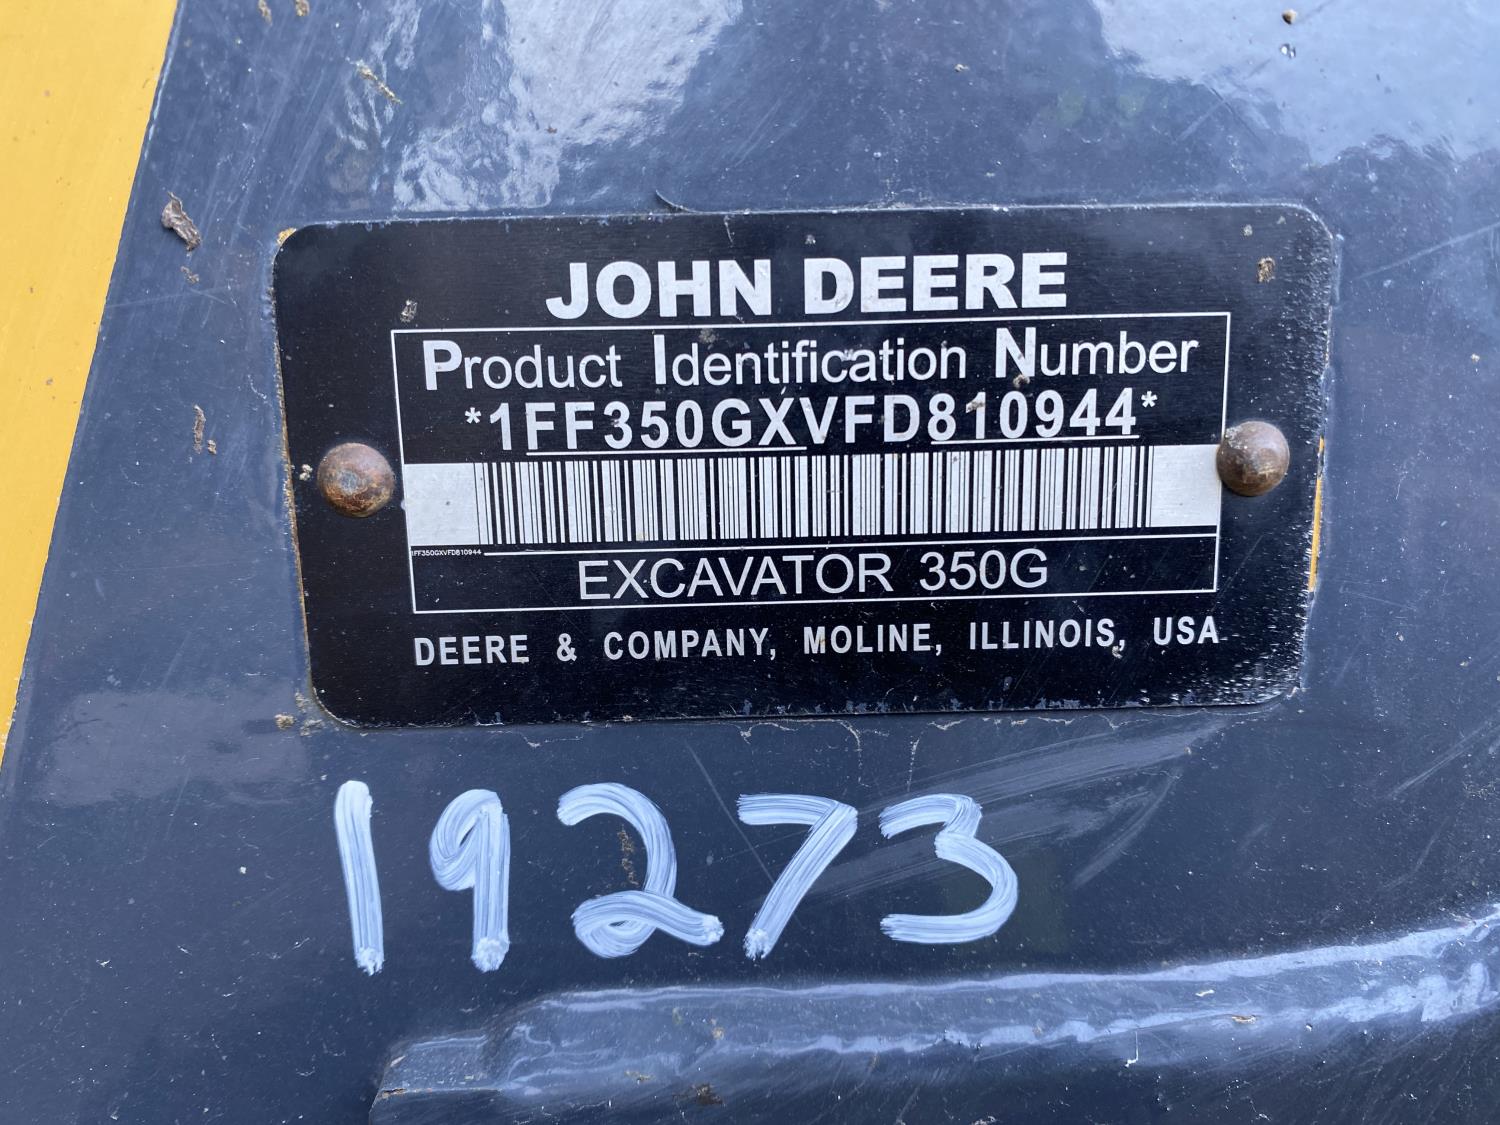 JOHN DEERE
Product Identification Number
*1FF350GXVFD810944*
1FF350GXVFD810944
EXCAVATOR 350G
DEERE & COMPANY, MOLINE, ILLINOIS, USA
19273